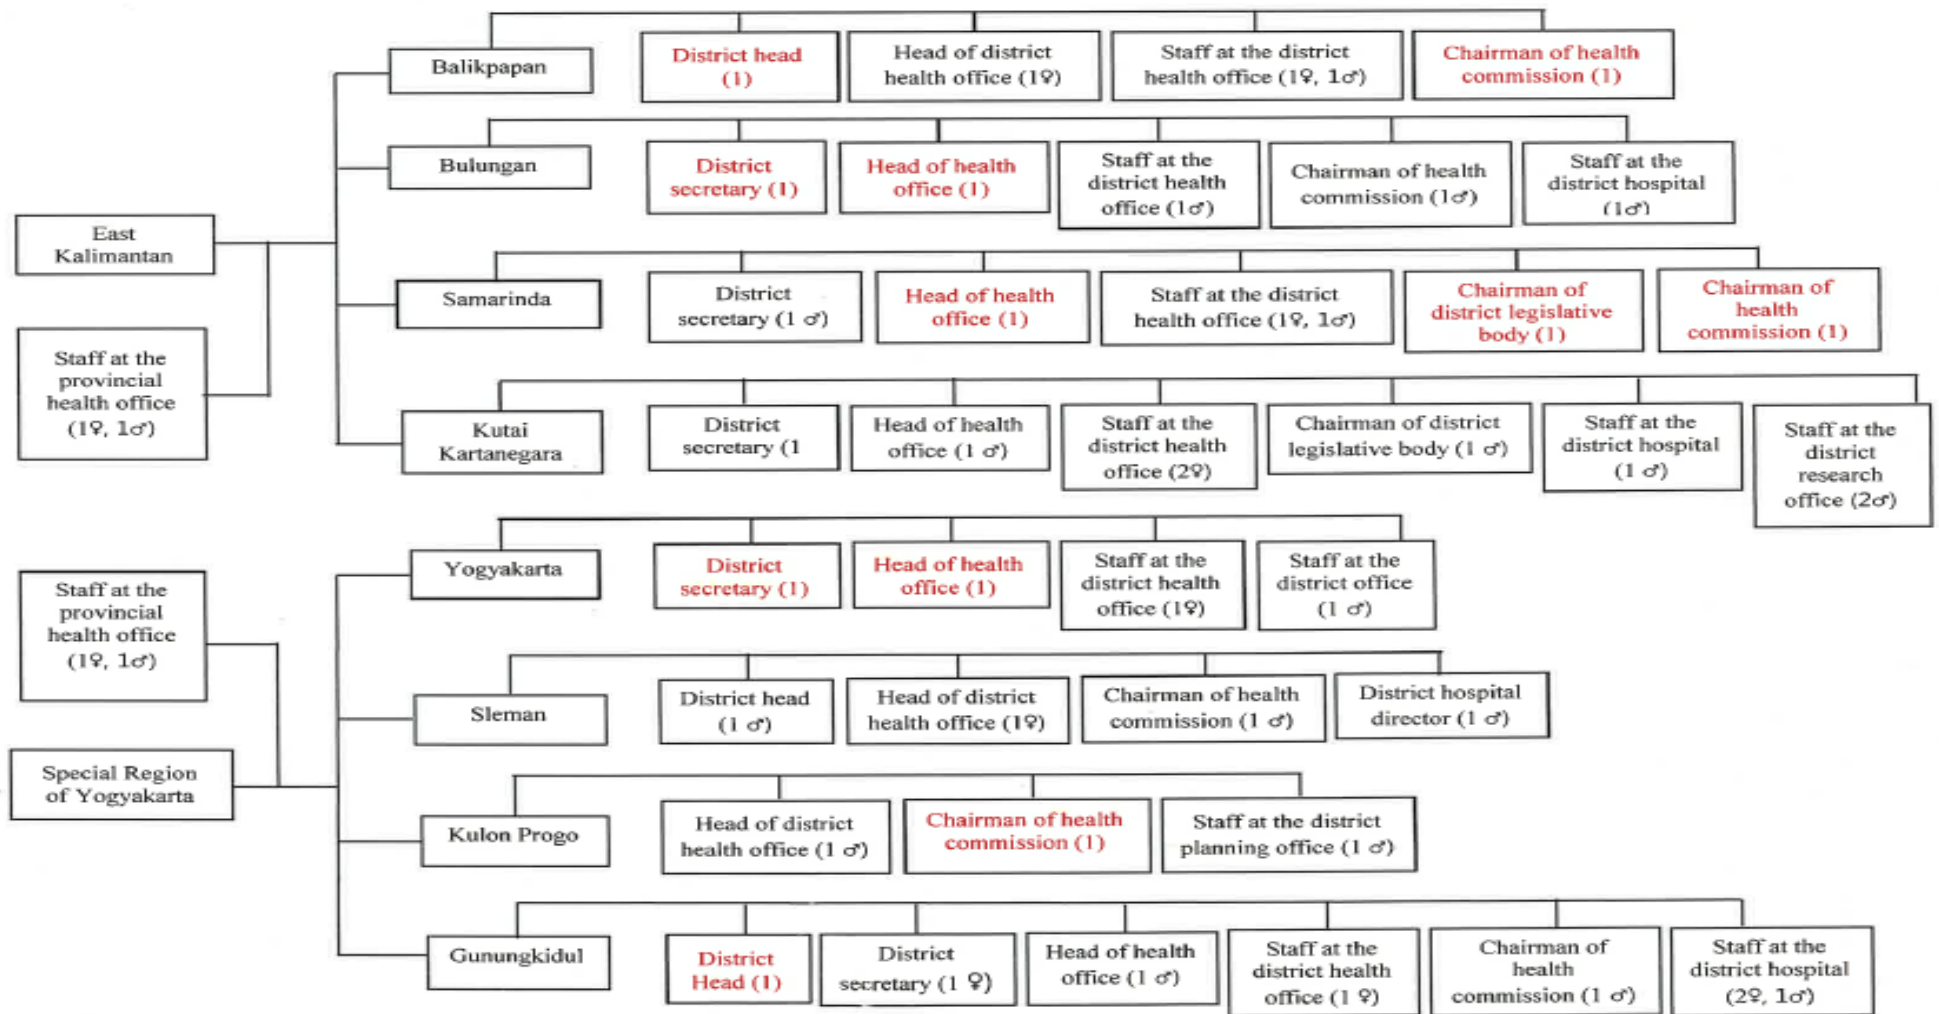 Balikpapan
District head
(1)
Head of district
health office (1♀)
Staff at the district
health office (1♀, 1♂)
Chairman of health
commission (1)
Bulungan
District
secretary (1)
Head of health
office (1)
Staff at the
district health
office (1♂)
Chairman of health
commission (1♂)
Staff at the
district hospital
(1♂)
East
Kalimantan
Samarinda
District
secretary (1 ♂)
Head of health
office (1)
Staff at the district
health office (1♀, 1♂)
Chairman of
district legislative
body (1)
Chairman of
health
commission (1)
Staff at the
provincial
health office
(1♀, 1♂)
Kutai
Kartanegara
District
secretary (1
Head of health
office (1 ♂)
Staff at the
district health
office (2♀)
Chairman of district
legislative body (1 ♂)
Staff at the
district hospital
(1 ♂)
Staff at the
district
research
office (2♂)
Yogyakarta
District
secretary (1)
Head of health
office (1)
Staff at the
district health
office (1♀)
Staff at the
district office
(1 ♂)
Staff at the
provincial
health office
(1♀, 1♂)
Sleman
District head
(1 ♂)
Head of district
health office (1♀)
Chairman of health
commission (1 ♂)
District hospital
director (1 ♂)
Special Region
of Yogyakarta
Kulon Progo
Head of district
health office (1 ♂)
Chairman of health
commission (1)
Staff at the district
planning office (1 ♂)
Gunungkidul
District
Head (1)
District
secretary (1 ♀)
Head of health
office (1 ♂)
Staff at the
district health
office (1 ♀)
Chairman of
health
commission (1 ♂)
Staff at the
district hospital
(2♀, 1♂)